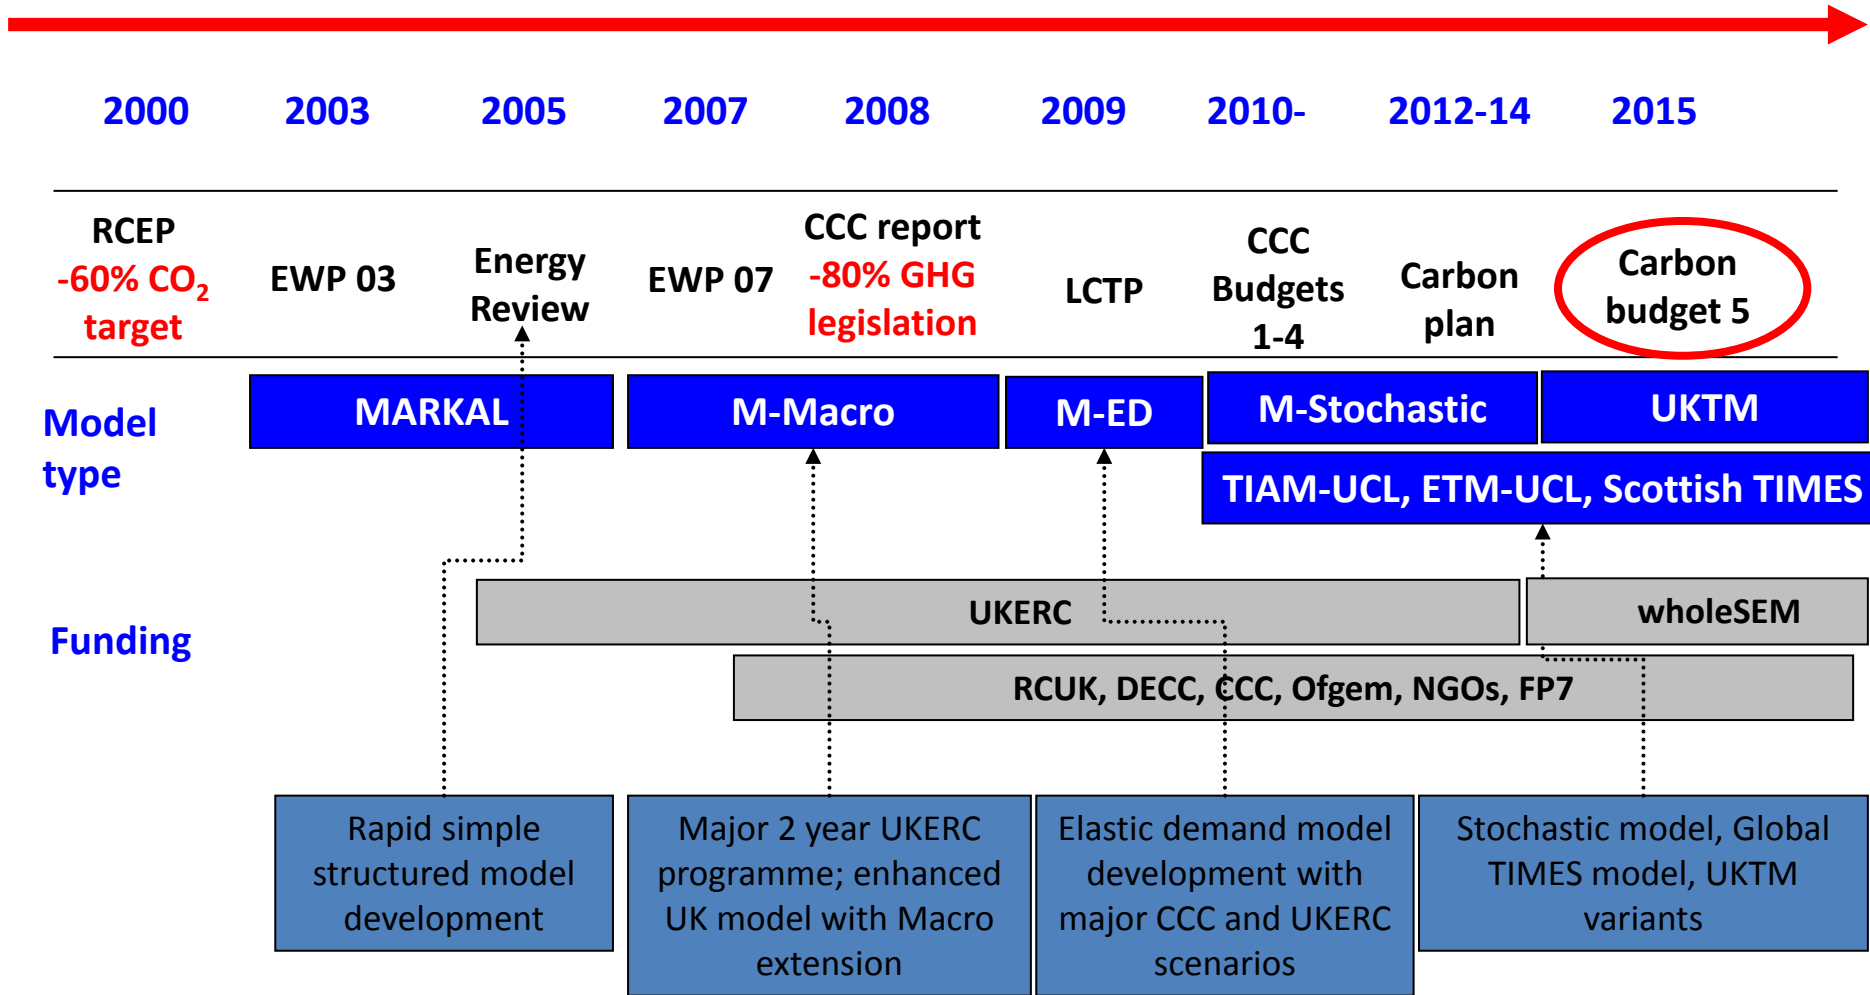 2000 2003 2005 2007 2008 2009 2010- 2012-14 2015
RCEP
-60% CO₂
target
EWP 03
Energy
Review
EWP 07
CCC report
-80% GHG
legislation
LCTP
CCC
Budgets
1-4
Carbon
plan
Carbon
budget 5
Model
type
MARKAL
M-Macro
M-ED
M-Stochastic
UKTM
TIAM-UCL, ETM-UCL, Scottish TIMES
Funding
UKERC
wholeSEM
RCUK, DECC, CCC, Ofgem, NGOs, FP7
Rapid simple
structured model
development
Major 2 year UKERC
programme; enhanced
UK model with Macro
extension
Elastic demand model
development with
major CCC and UKERC
scenarios
Stochastic model, Global
TIMES model, UKTM
variants